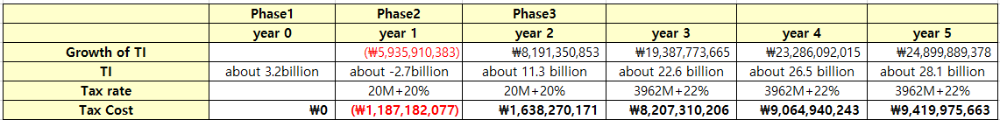 Phase1 Phase2 Phase3
year 0 year 1 year 2 year 3 year 4 year 5
Growth of TI (₩5,935,910,383) ₩8,191,350,853 ₩19,387,773,665 ₩23,286,092,015 ₩24,899,889,378
TI about 3.2billion about -2.7billion about 11.3 billion about 22.6 billion about 26.5 billion about 28.1 billion
Tax rate 20M+20% 20M+20% 3962M+22% 3962M+22% 3962M+22%
Tax Cost ₩0 (₩1,187,182,077) ₩1,638,270,171 ₩8,207,310,206 ₩9,064,940,243 ₩9,419,975,663